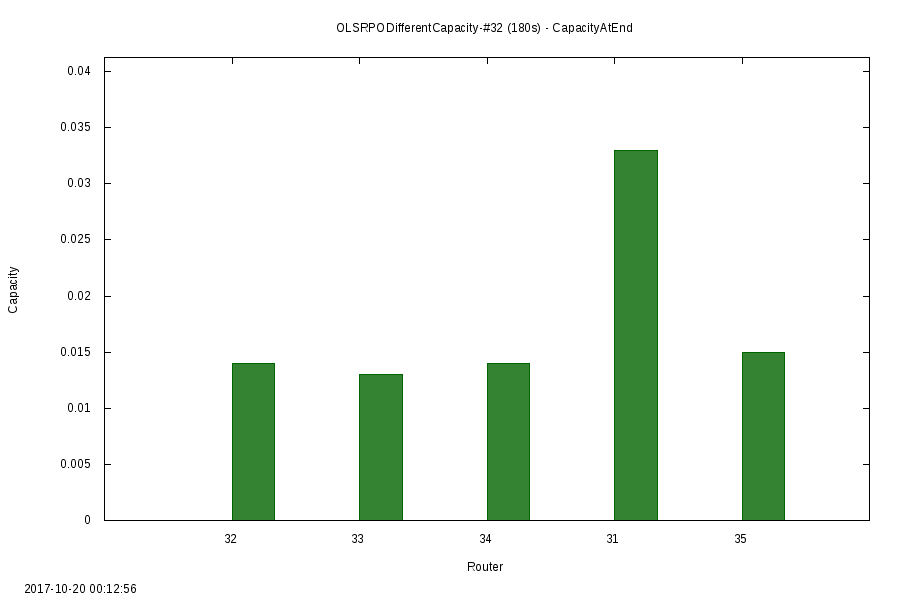 OLSRPODifferentCapacity-#32 (180s) - CapacityAtEnd
0.04
0.035
0.03
0.025
0.02
0.015
0.01
0.005
0
Capacity
32 33 34 31 35
Router
2017-10-20 00:12:56